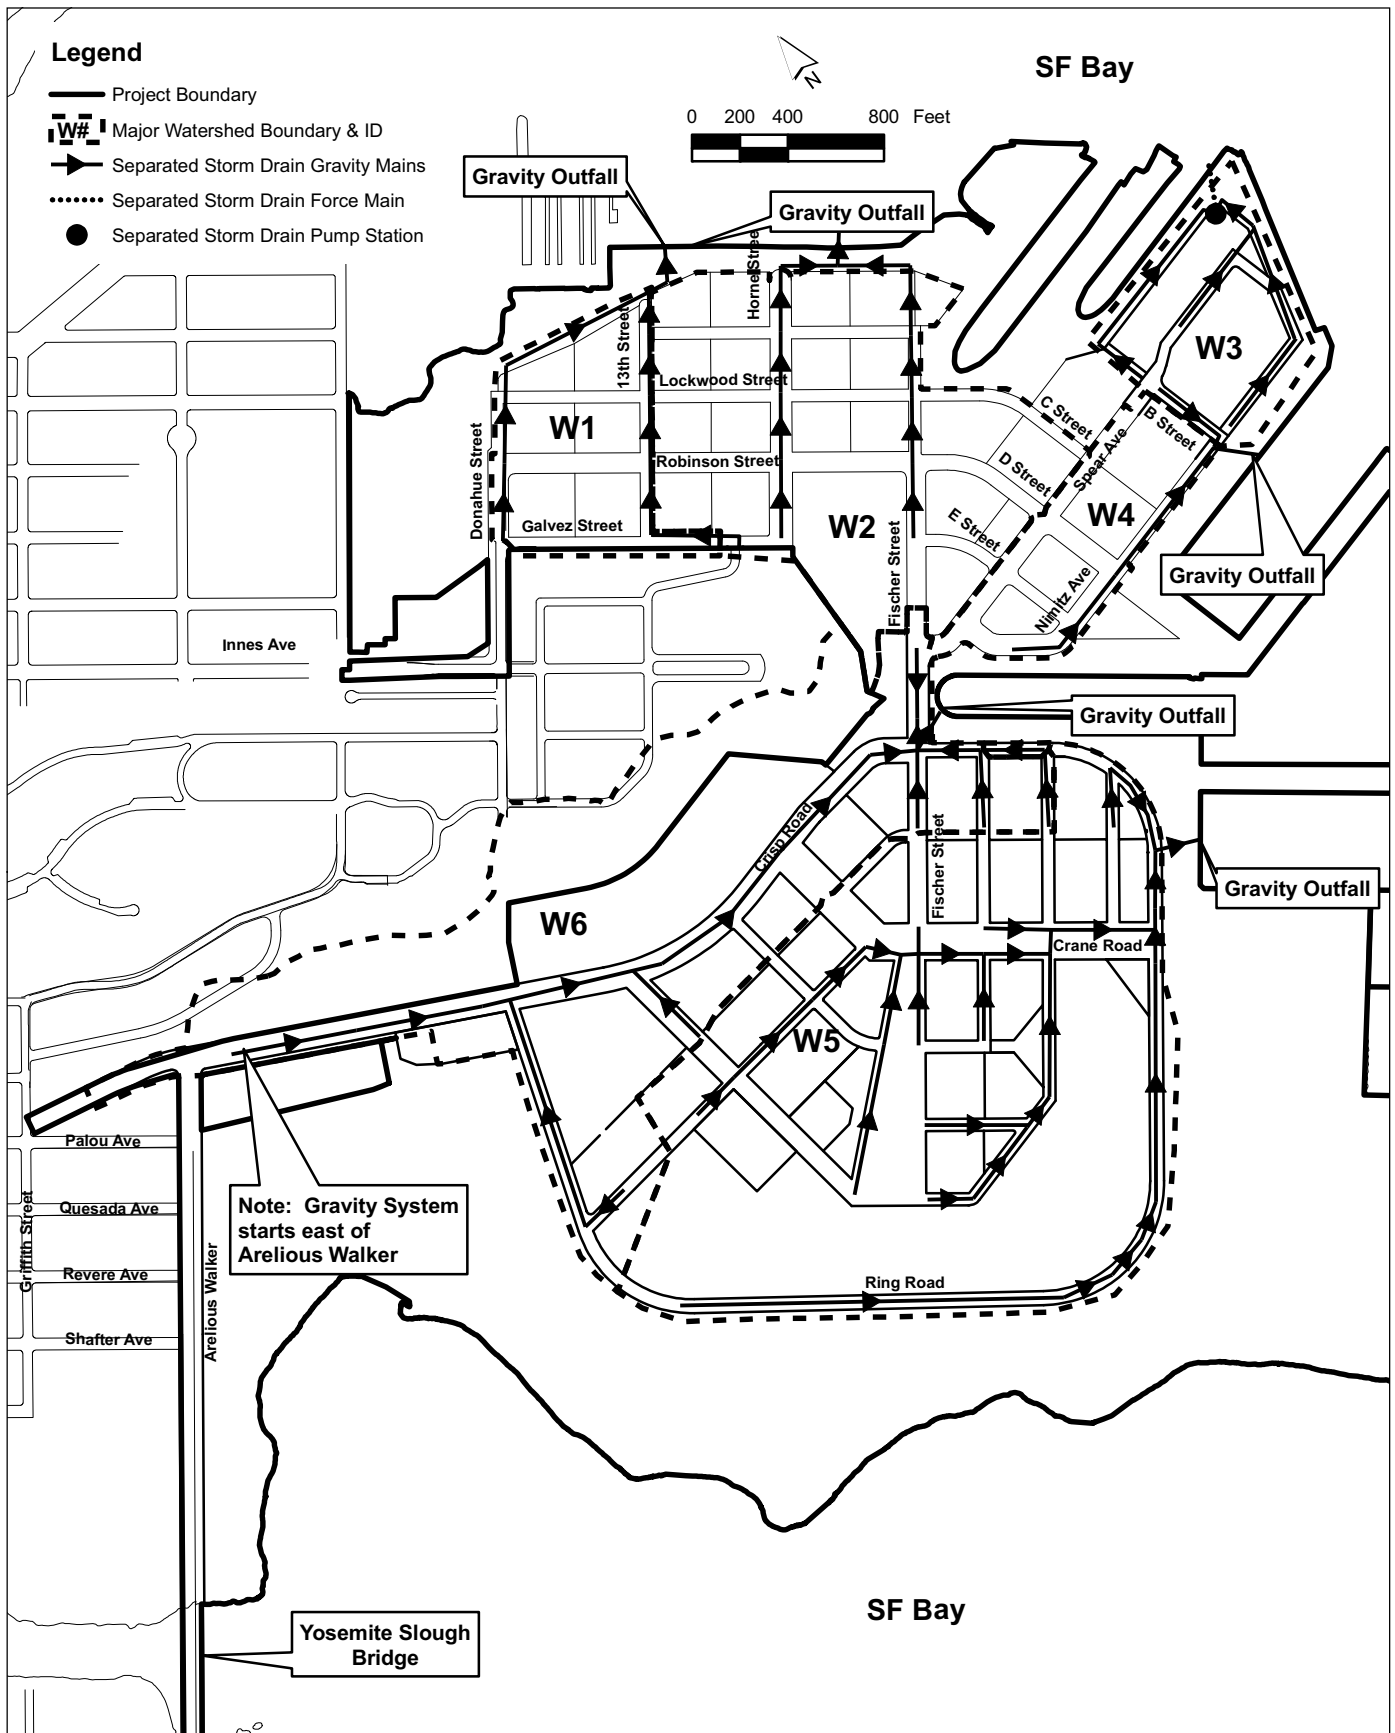 Legend
Project Boundary
W# Major Watershed Boundary & ID
Separated Storm Drain Gravity Mains
Separated Storm Drain Force Main
Separated Storm Drain Pump Station
N
SF Bay
0 200 400 800 Feet
Gravity Outfall
Gravity Outfall
Horne Stree
13th Street
W3
Lockwood Street
C Street
B Street
W1
Donahue Street
Spear Ave
Robinson Street
D Street
Galvez Street
W2
E Street
W4
Fischer Street
Gravity Outfall
Nimitz Ave
Innes Ave
Gravity Outfall
Crisp Road
Fischer Street
Gravity Outfall
W6
Crane Road
W5
Palou Ave
Quesada Ave
Griffith Street
Note: Gravity System
starts east of
Arelious Walker
Revere Ave
Arelious Walker
Ring Road
Shafter Ave
SF Bay
Yosemite Slough
Bridge